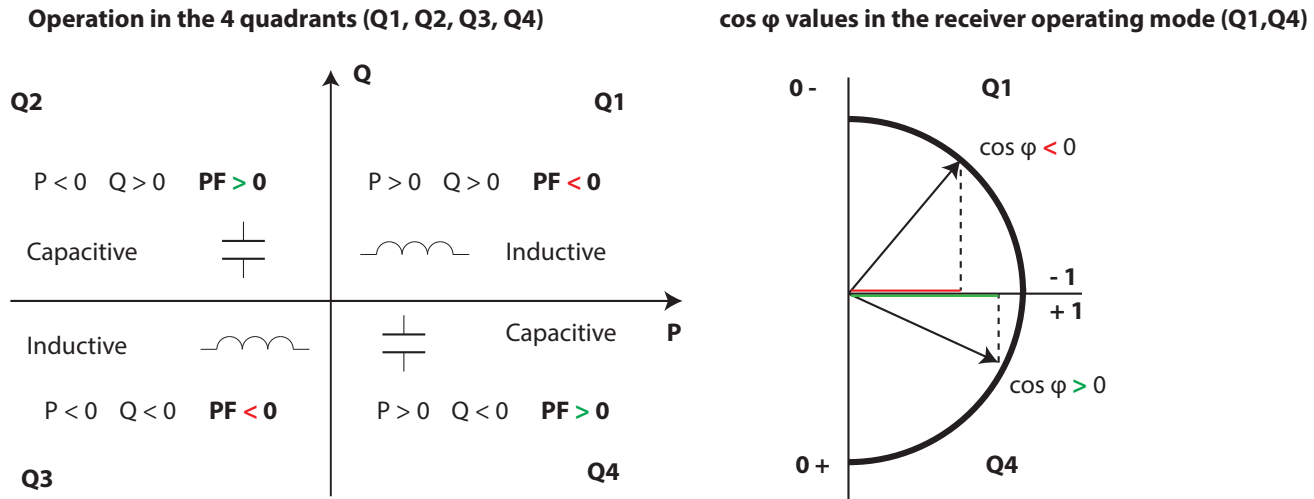 Operation in the 4 quadrants (Q1, Q2, Q3, Q4)
Q
Q2
Q1
P < 0 Q > 0 PF > 0
P > 0 Q > 0 PF < 0
Capacitive
Inductive
P
Inductive
Capacitive
P < 0 Q < 0 PF < 0
P > 0 Q < 0 PF > 0
Q3
Q4
cos φ values in the receiver operating mode (Q1,Q4)
0 -
Q1
cos φ < 0
- 1
+ 1
cos φ > 0
0 +
Q4